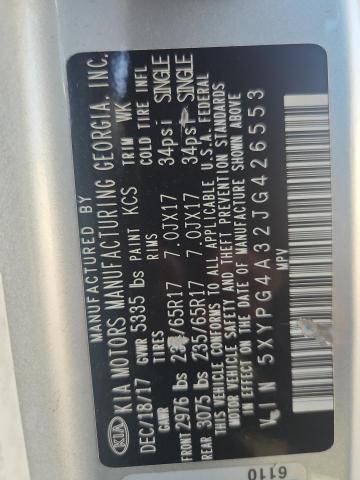 MANUFACTURED BY
KIA KIA MOTORS MANUFACTURING GEORGIA, INC.
DEC/18/17 PAINT KCS TRIM WK
GVWR 5335 lbs
GAWR TIRES RIMS COLD TIRE INFL
FRONT 2976 lbs 235/65R17 7.0JX17 34psi SINGLE
REAR 3075 lbs 235/65R17 7.0JX17 34psi SINGLE
THIS VEHICLE CONFORMS TO ALL APPLICABLE U.S.A. FEDERAL
MOTOR VEHICLE SAFETY AND THEFT PREVENTION STANDARDS
IN EFFECT ON THE DATE OF MANUFACTURE SHOWN ABOVE
V I N 5XYPG4A32JG426553
MPV
6110